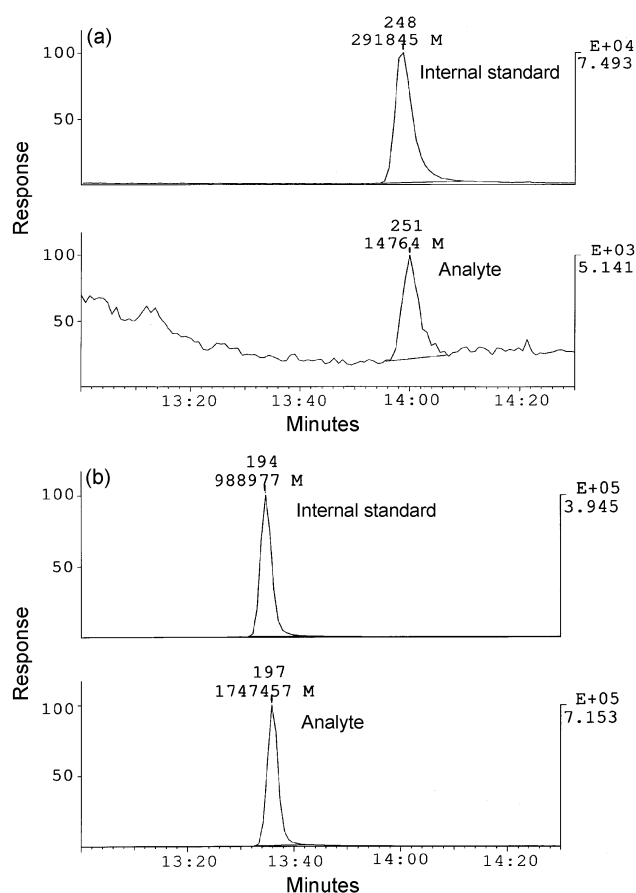 (a)
248
291845 M
Internal standard
E+04
7.493
100
50
251
14764 M
Analyte
E+03
5.141
100
50
13:20 13:40 14:00 14:20
Minutes
Response
(b)
194
988977 M
Internal standard
E+05
3.945
100
50
197
1747457 M
Analyte
E+05
7.153
100
50
13:20 13:40 14:00 14:20
Minutes
Response